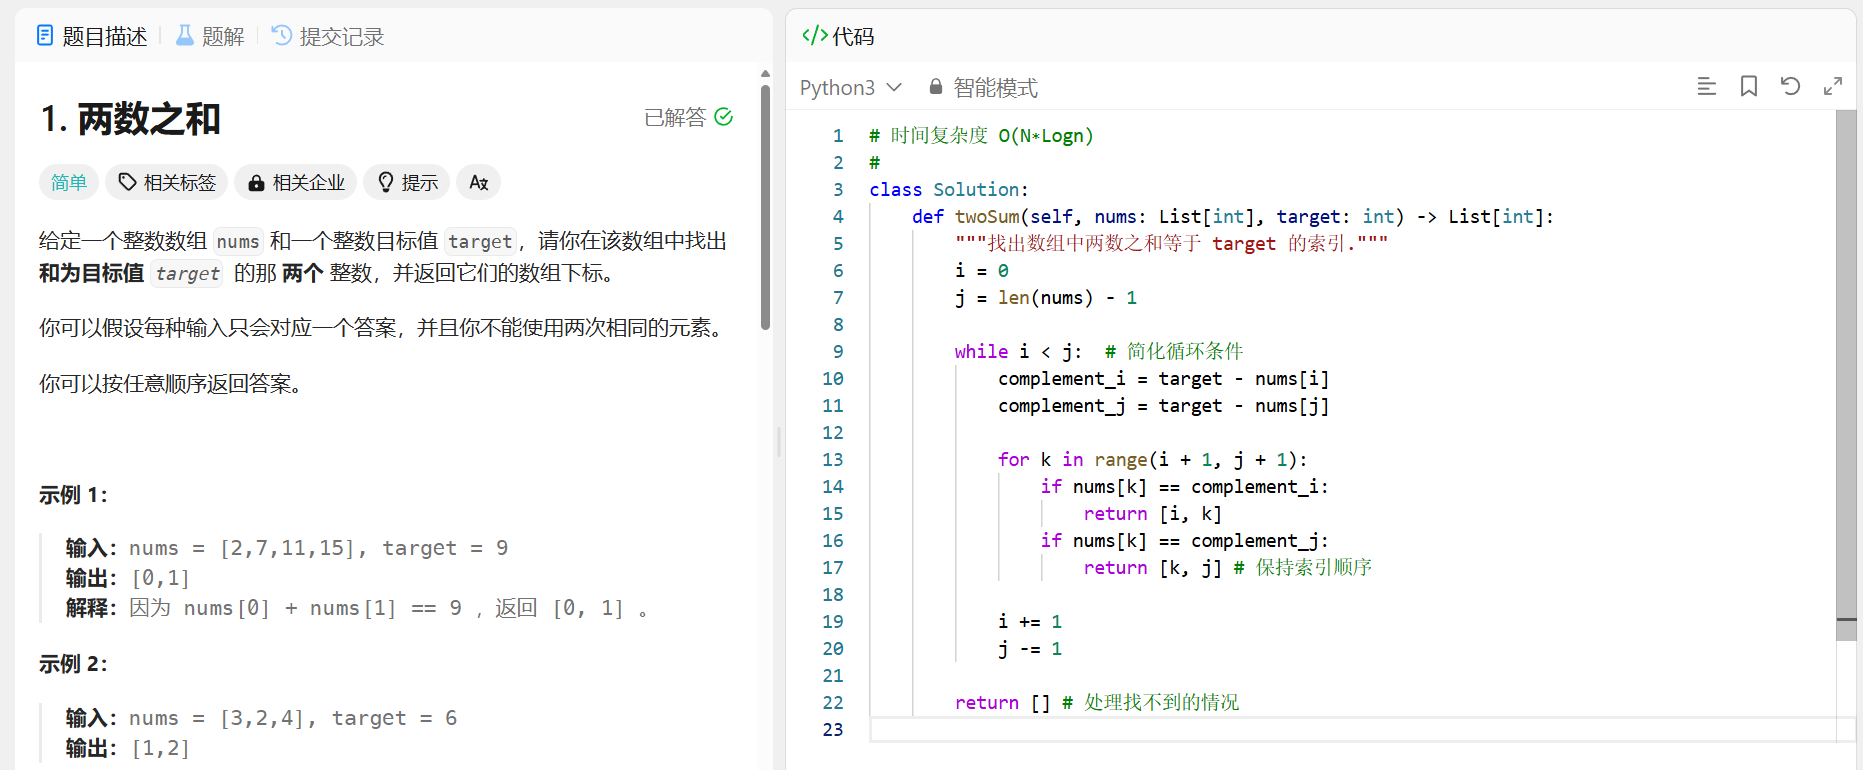 题目描述 题解 提交记录
1. 两数之和
已解答
简单 相关标签 相关企业 提示
给定一个整数数组 nums 和一个整数目标值 target，请你在该数组中找出
和为目标值 target 的那 两个 整数，并返回它们的数组下标。
你可以假设每种输入只会对应一个答案，并且你不能使用两次相同的元素。
你可以按任意顺序返回答案。
示例 1：
输入：nums = [2,7,11,15], target = 9
输出：[0,1]
解释：因为 nums[0] + nums[1] == 9 ，返回 [0, 1] 。
示例 2：
输入：nums = [3,2,4], target = 6
输出：[1,2]
</>代码
Python3 智能模式
1 # 时间复杂度 O(N*Logn)
2 #
3 class Solution:
4     def twoSum(self, nums: List[int], target: int) -> List[int]:
5         """找出数组中两数之和等于 target 的索引."""
6         i = 0
7         j = len(nums) - 1
8
9         while i < j:  # 简化循环条件
10             complement_i = target - nums[i]
11             complement_j = target - nums[j]
12
13             for k in range(i + 1, j + 1):
14                 if nums[k] == complement_i:
15                     return [i, k]
16                 if nums[k] == complement_j:
17                     return [k, j] # 保持索引顺序
18
19             i += 1
20             j -= 1
21
22         return [] # 处理找不到的情况
23